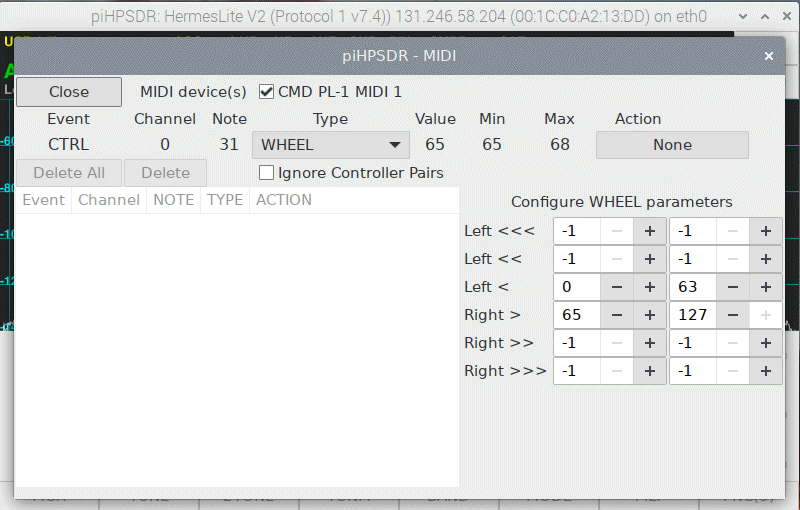 piHPSDR: HermesLite V2 (Protocol 1 v7.4)) 131.246.58.204 (00:1C:C0:A2:13:DD) on eth0
piHPSDR - MIDI
Close MIDI device(s) CMD PL-1 MIDI 1
Event Channel Note Type Value Min Max Action
CTRL 0 31 WHEEL 65 65 68 None
Delete All Delete Ignore Controller Pairs
Event Channel NOTE TYPE ACTION
Configure WHEEL parameters
Left <<< -1 − + -1 − +
Left << -1 − + -1 − +
Left < 0 − + 63 − +
Right > 65 − + 127 − +
Right >> -1 − + -1 − +
Right >>> -1 − + -1 − +